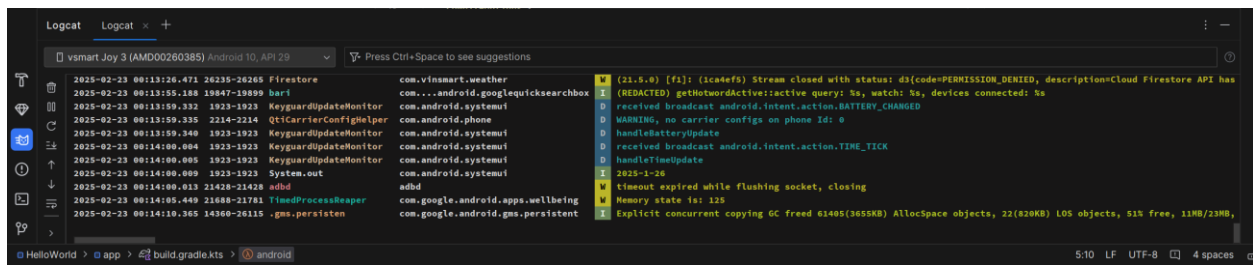 Logcat Logcat
vsmart Joy 3 (AMD00260385) Android 10, API 29 Press Ctrl+Space to see suggestions
2025-02-23 00:13:26.471 26235-26265 Firestore com.vinsmart.weather W (21.5.0) [f1]: (1ca4ef5) Stream closed with status: d3{code=PERMISSION_DENIED, description=Cloud Firestore API has
2025-02-23 00:13:55.188 19847-19899 bari com....android.googlequicksearchbox I (REDACTED) getHotwordActive::active query: %s, watch: %s, devices connected: %s
2025-02-23 00:13:59.332 1923-1923 KeyguardUpdateMonitor com.android.systemui D received broadcast android.intent.action.BATTERY_CHANGED
2025-02-23 00:13:59.335 2214-2214 QtiCarrierConfigHelper com.android.phone D WARNING, no carrier configs on phone Id: 0
2025-02-23 00:13:59.340 1923-1923 KeyguardUpdateMonitor com.android.systemui D handleBatteryUpdate
2025-02-23 00:14:00.004 1923-1923 KeyguardUpdateMonitor com.android.systemui D received broadcast android.intent.action.TIME_TICK
2025-02-23 00:14:00.005 1923-1923 KeyguardUpdateMonitor com.android.systemui D handleTimeUpdate
2025-02-23 00:14:00.009 1923-1923 System.out com.android.systemui I 2025-1-26
2025-02-23 00:14:00.013 21428-21428 adbd adbd W timeout expired while flushing socket, closing
2025-02-23 00:14:05.449 21688-21781 TimedProcessReaper com.google.android.apps.wellbeing W Memory state is: 125
2025-02-23 00:14:10.365 14360-26115 .gms.persisten com.google.android.gms.persistent I Explicit concurrent copying GC freed 61405(3655KB) AllocSpace objects, 22(820KB) LOS objects, 51% free, 11MB/23MB,
HelloWorld > app > build.gradle.kts > android 5:10 LF UTF-8 4 spaces